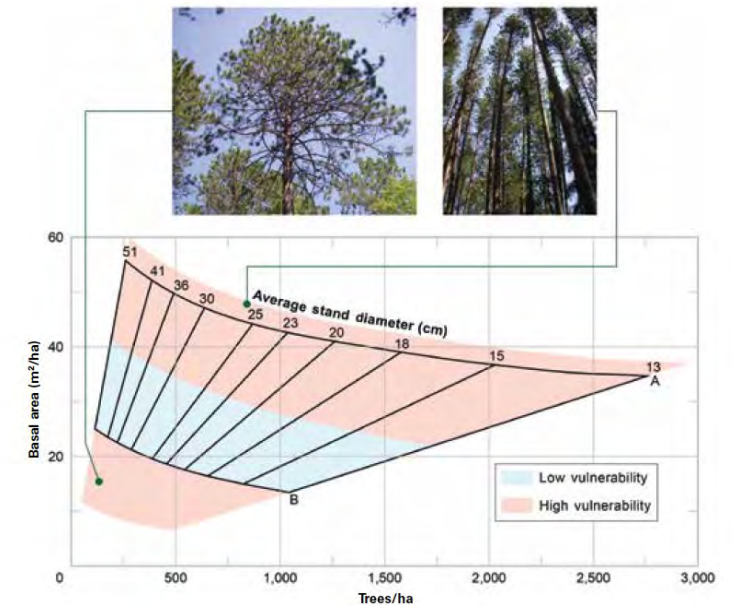 60
51
41
36
30
Average stand diameter (cm)
25
23
20
18
15
13
A
40
Basal area (m²/ha)
20
B
Low vulnerability
High vulnerability
0
500
1,000
1,500
2,000
2,500
3,000
Trees/ha